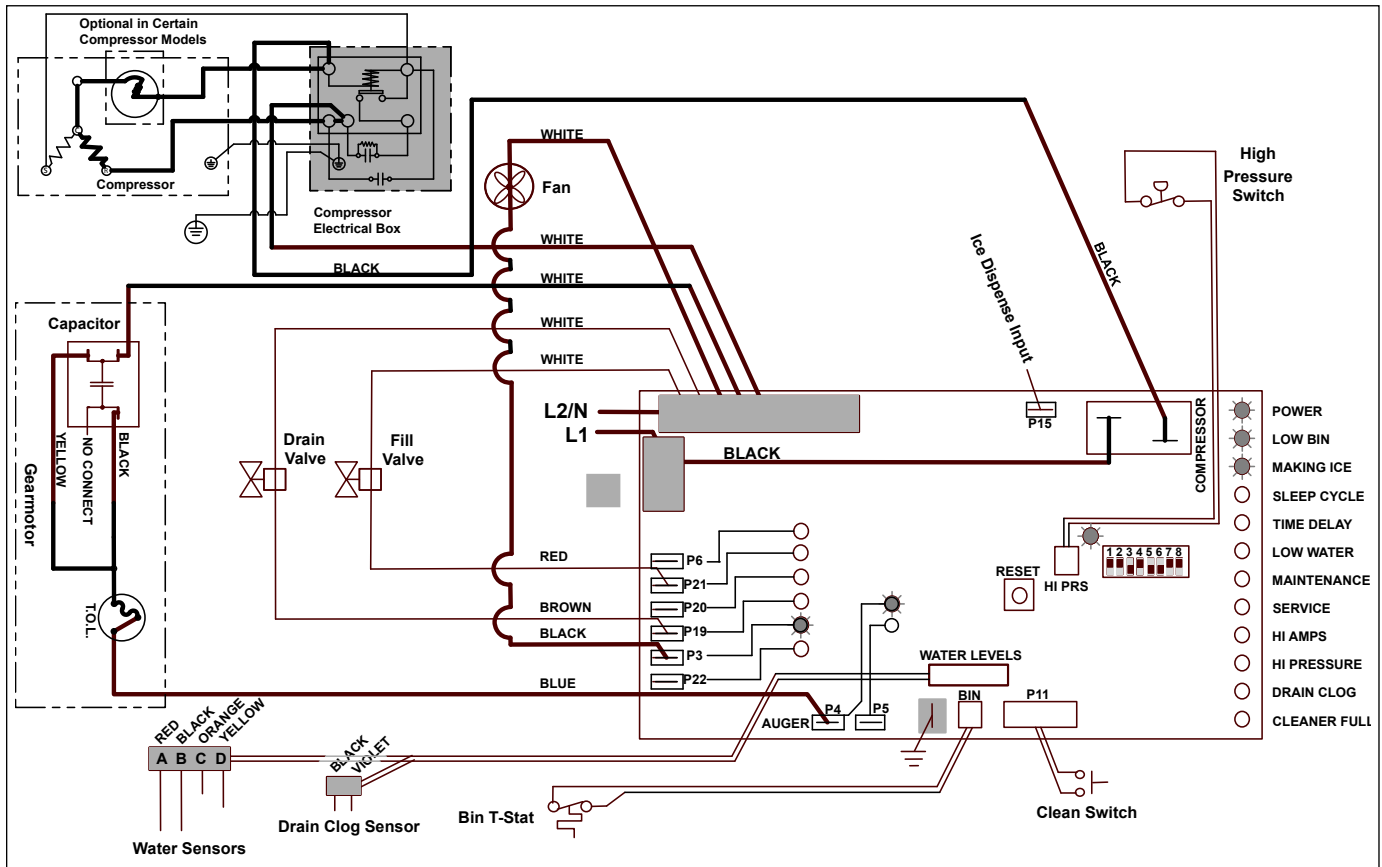 Optional in Certain
Compressor Models
S
C
R
Compressor
Compressor
Electrical Box
WHITE
Fan
WHITE
BLACK
WHITE
WHITE
WHITE
BLACK
High
Pressure
Switch
Ice Dispense Input
P15
Capacitor
YELLOW
NO CONNECT
BLACK
Gearmotor
T.O.L.
Drain
Valve
Fill
Valve
L2/N
L1
BLACK
COMPRESSOR
POWER
LOW BIN
MAKING ICE
SLEEP CYCLE
TIME DELAY
LOW WATER
MAINTENANCE
SERVICE
HI AMPS
HI PRESSURE
DRAIN CLOG
CLEANER FULL
RED
P6
P21
P20
BROWN
P19
BLACK
P3
P22
BLUE
RESET
HI PRS
1 2 3 4 5 6 7 8
WATER LEVELS
AUGER
P4
P5
BIN
P11
RED
BLACK
ORANGE
YELLOW
A B C D
Water Sensors
BLACK
VIOLET
Drain Clog Sensor
Bin T-Stat
Clean Switch